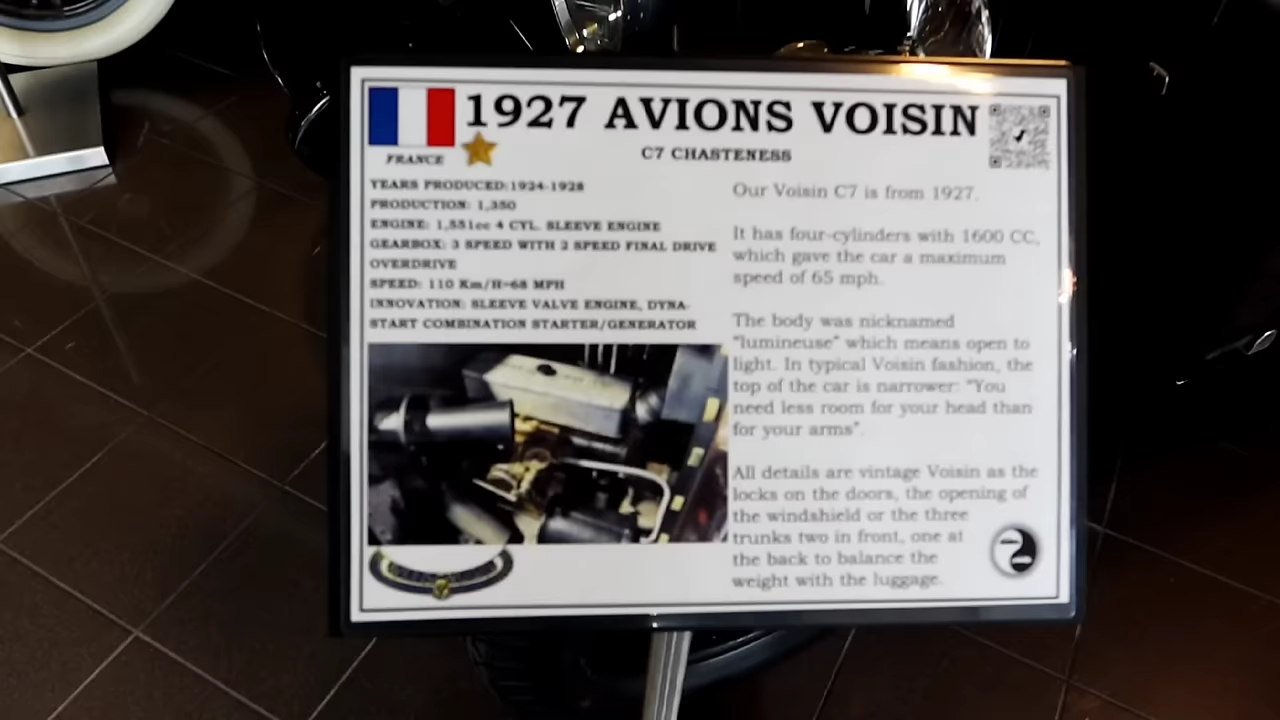 1927 AVIONS VOISIN
FRANCE
C7 CHASTENESS
YEARS PRODUCED: 1924-1928
PRODUCTION: 1,350
ENGINE: 1,551cc 4 CYL. SLEEVE ENGINE
GEARBOX: 3 SPEED WITH 2 SPEED FINAL DRIVE
OVERDRIVE
SPEED: 110 Km/H=68 MPH
INNOVATION: SLEEVE VALVE ENGINE, DYNA-
START COMBINATION STARTER/GENERATOR
Our Voisin C7 is from 1927.
It has four-cylinders with 1600 CC,
which gave the car a maximum
speed of 65 mph.
The body was nicknamed
"lumineuse" which means open to
light. In typical Voisin fashion, the
top of the car is narrower: "You
need less room for your head than
for your arms".
All details are vintage Voisin as the
locks on the doors, the opening of
the windshield or the three
trunks two in front, one at
the back to balance the
weight with the luggage.